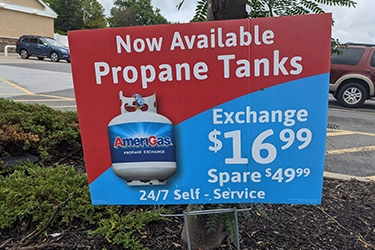 Now Available
Propane Tanks
AmeriGas
PROPANE EXCHANGE
Exchange
$16.99
Spare $49.99
24/7 Self - Service